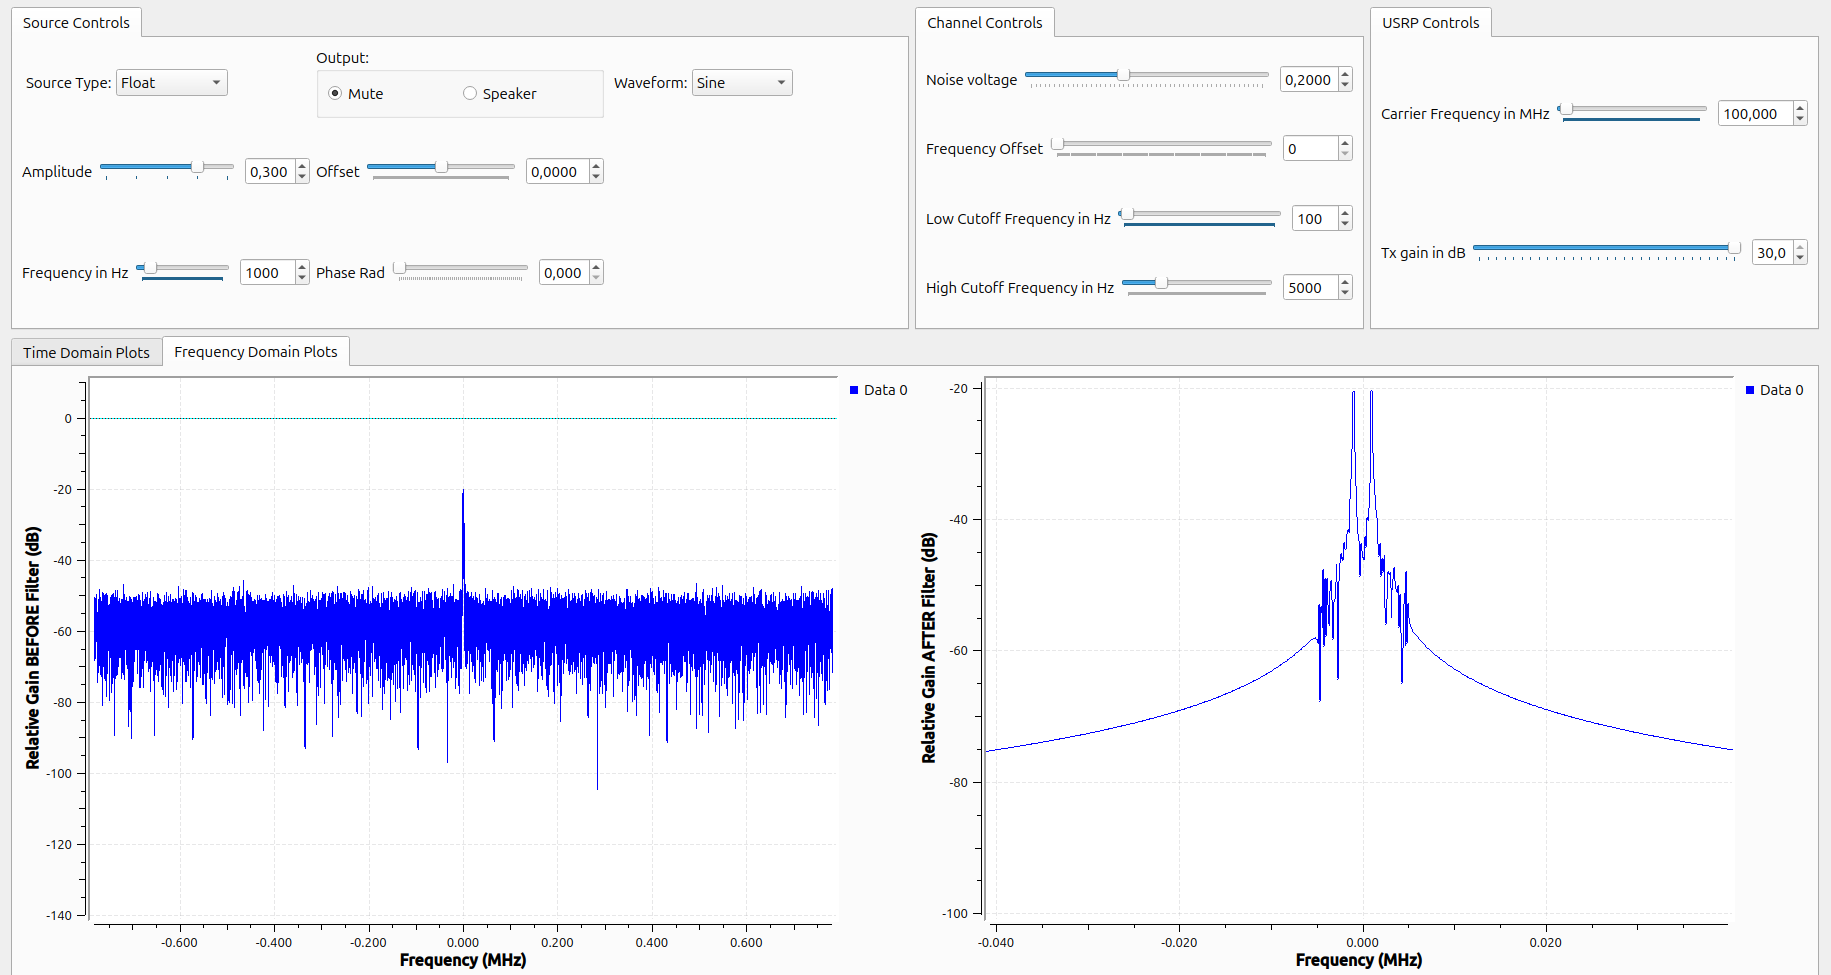 Source Controls
Source Type: Float
Output:
Mute
Speaker
Waveform: Sine
Amplitude 0,300
Offset 0,0000
Frequency in Hz 1000
Phase Rad 0,000
Channel Controls
Noise voltage 0,2000
Frequency Offset 0
Low Cutoff Frequency in Hz 100
High Cutoff Frequency in Hz 5000
USRP Controls
Carrier Frequency in MHz 100,000
Tx gain in dB 30,0
Time Domain Plots
Frequency Domain Plots
Relative Gain BEFORE Filter (dB)
0
-20
-40
-60
-80
-100
-120
-140
-0.600 -0.400 -0.200 0.000 0.200 0.400 0.600
Frequency (MHz)
Data 0
Relative Gain AFTER Filter (dB)
-20
-40
-60
-80
-100
-0.040 -0.020 0.000 0.020
Frequency (MHz)
Data 0